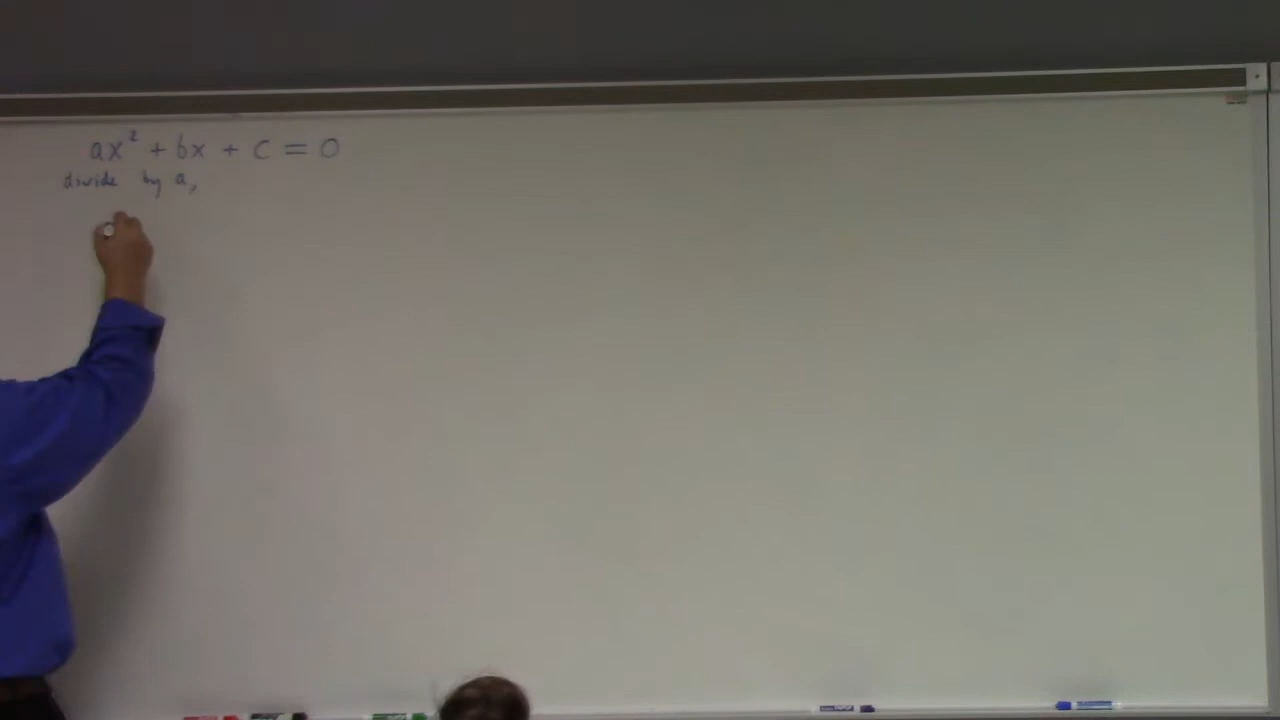 ax² + bx + c = 0
divide by a,